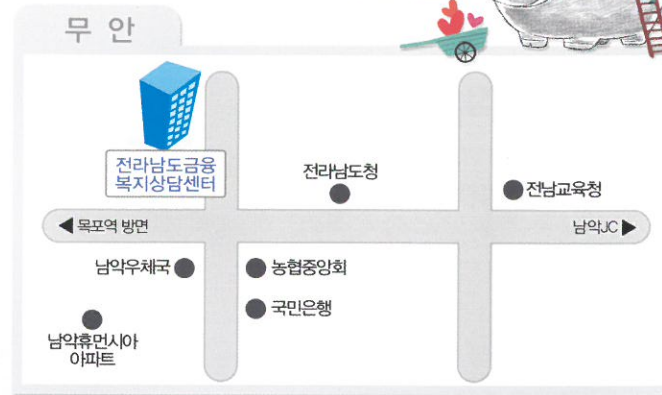 무 안
전라남도금융
복지상담센터
전라남도청
전남교육청
◀ 목포역 방면
남악JC ▶
남악우체국
농협중앙회
국민은행
남악휴먼시아
아파트